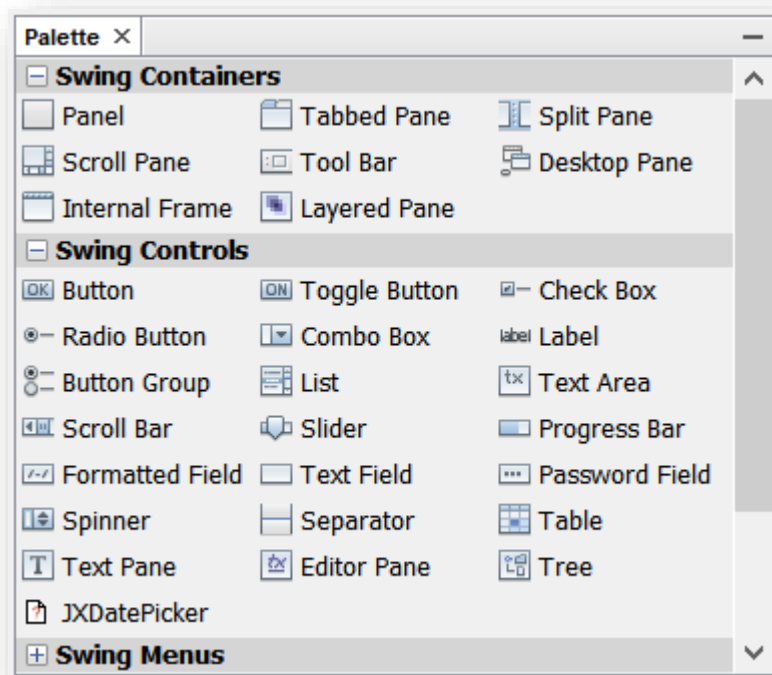 Palette
Swing Containers
Panel Tabbed Pane Split Pane
Scroll Pane Tool Bar Desktop Pane
Internal Frame Layered Pane
Swing Controls
OK Button ON Toggle Button Check Box
Radio Button Combo Box label Label
Button Group List tx Text Area
Scroll Bar Slider Progress Bar
Formatted Field Text Field Password Field
Spinner Separator Table
T Text Pane tx Editor Pane Tree
? JXDatePicker
Swing Menus